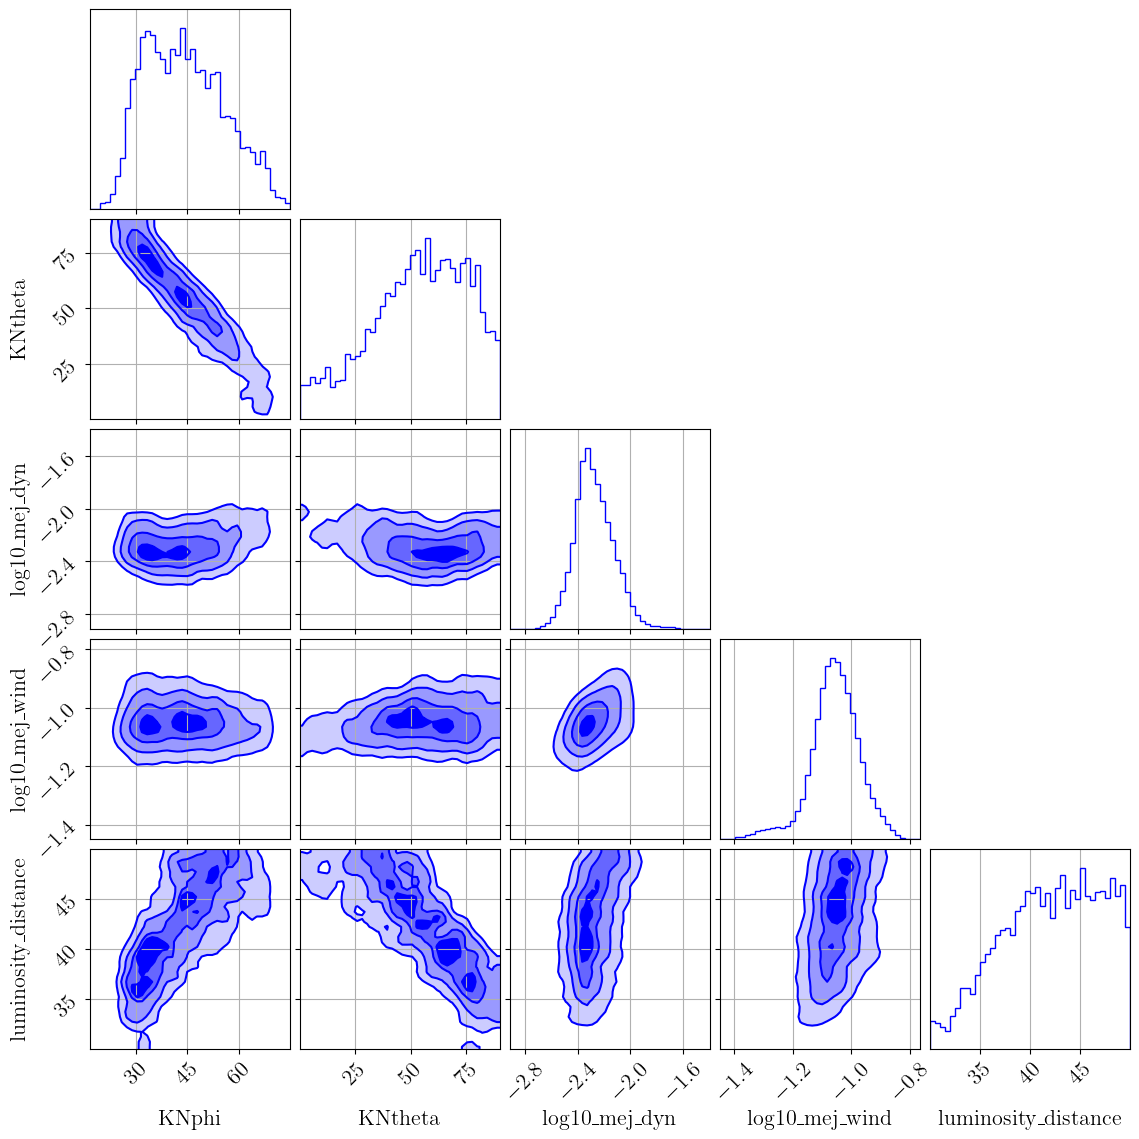 KNtheta
75
50
25
log10_mej_dyn
−1.6
−2.0
−2.4
−2.8
log10_mej_wind
−0.8
−1.0
−1.2
−1.4
luminosity_distance
45
40
35
30 45 60
25 50 75
−2.8 −2.4 −2.0 −1.6
−1.4 −1.2 −1.0 −0.8
35 40 45
KNphi
KNtheta
log10_mej_dyn
log10_mej_wind
luminosity_distance